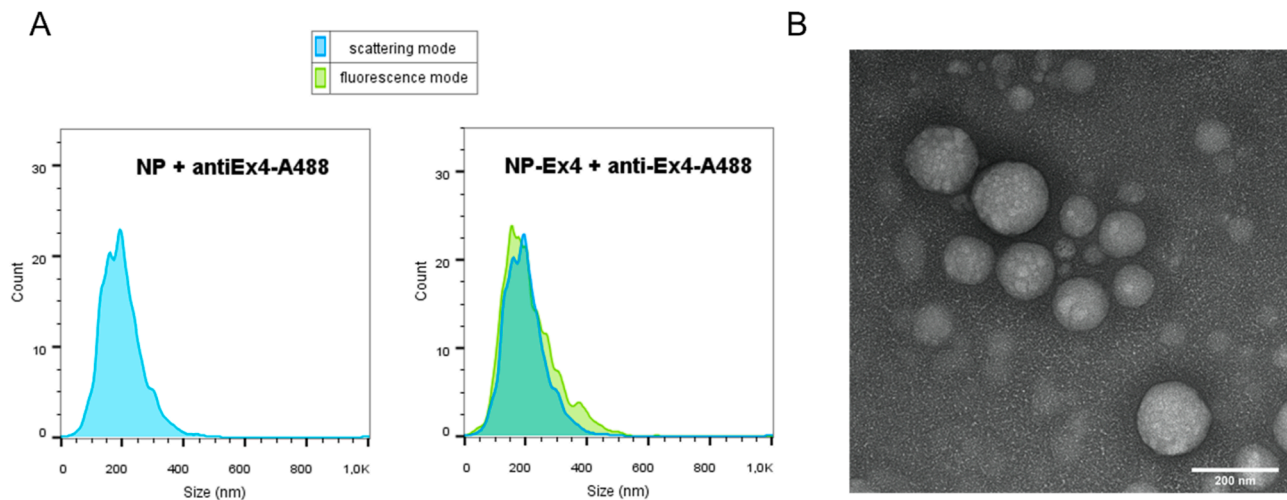 A
B
scattering mode
fluorescence mode
NP + antiEx4-A488
30
20
10
0
Count
0 200 400 600 800 1,0K
Size (nm)
NP-Ex4 + anti-Ex4-A488
30
20
10
0
Count
0 200 400 600 800 1,0K
Size (nm)
200 nm